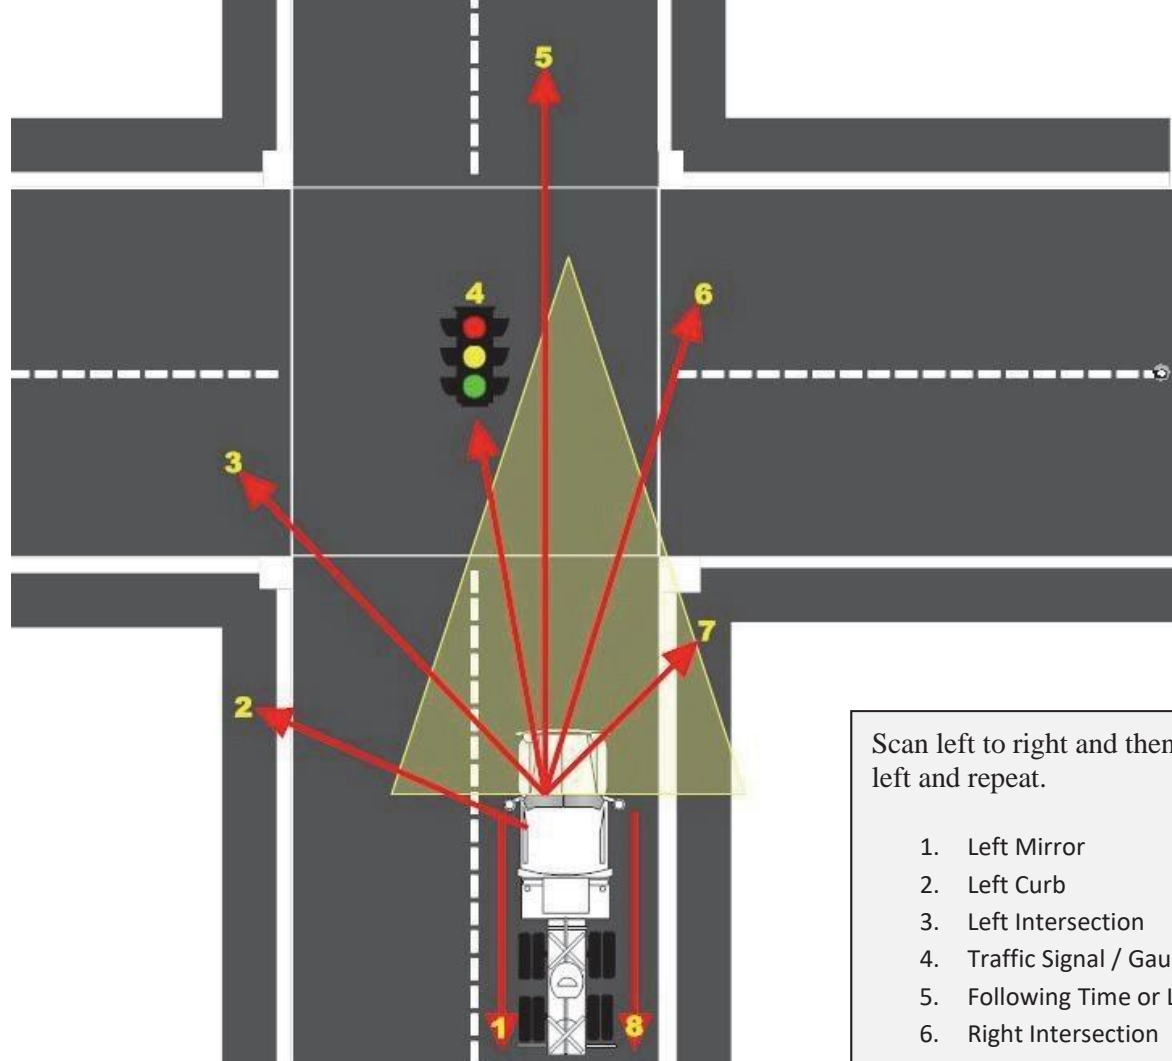 5
4
6
3
7
2
1
8
Scan left to right and then
left and repeat.
1. Left Mirror
2. Left Curb
3. Left Intersection
4. Traffic Signal /
5. Following Time or
6. Right Intersection